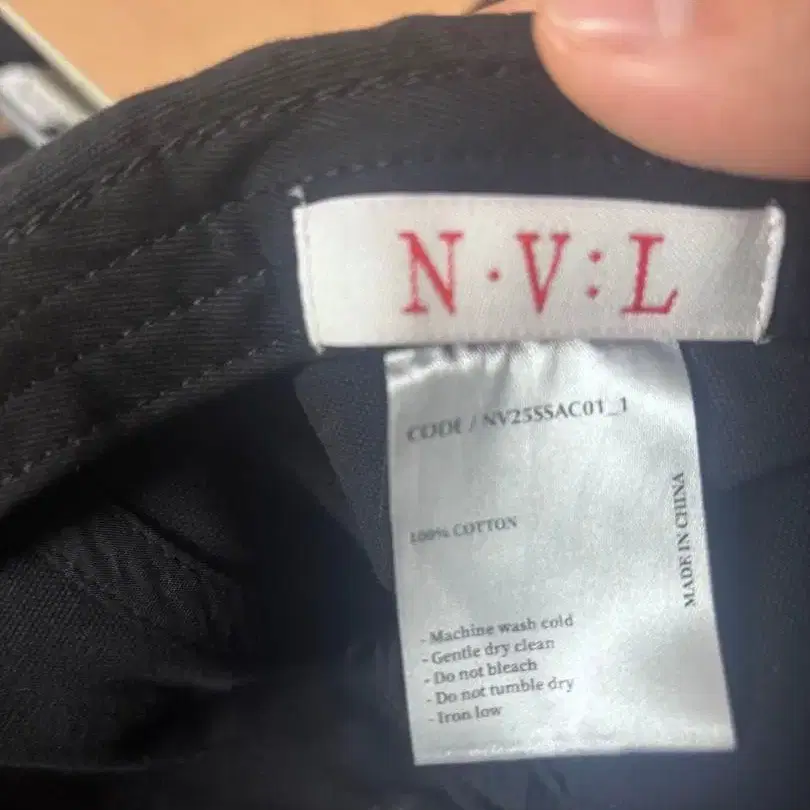 N·V:L
CODE / NV25SSAC01_1
100% COTTON
MADE IN CHINA
- Machine wash cold
- Gentle dry clean
- Do not bleach
- Do not tumble dry
- Iron low